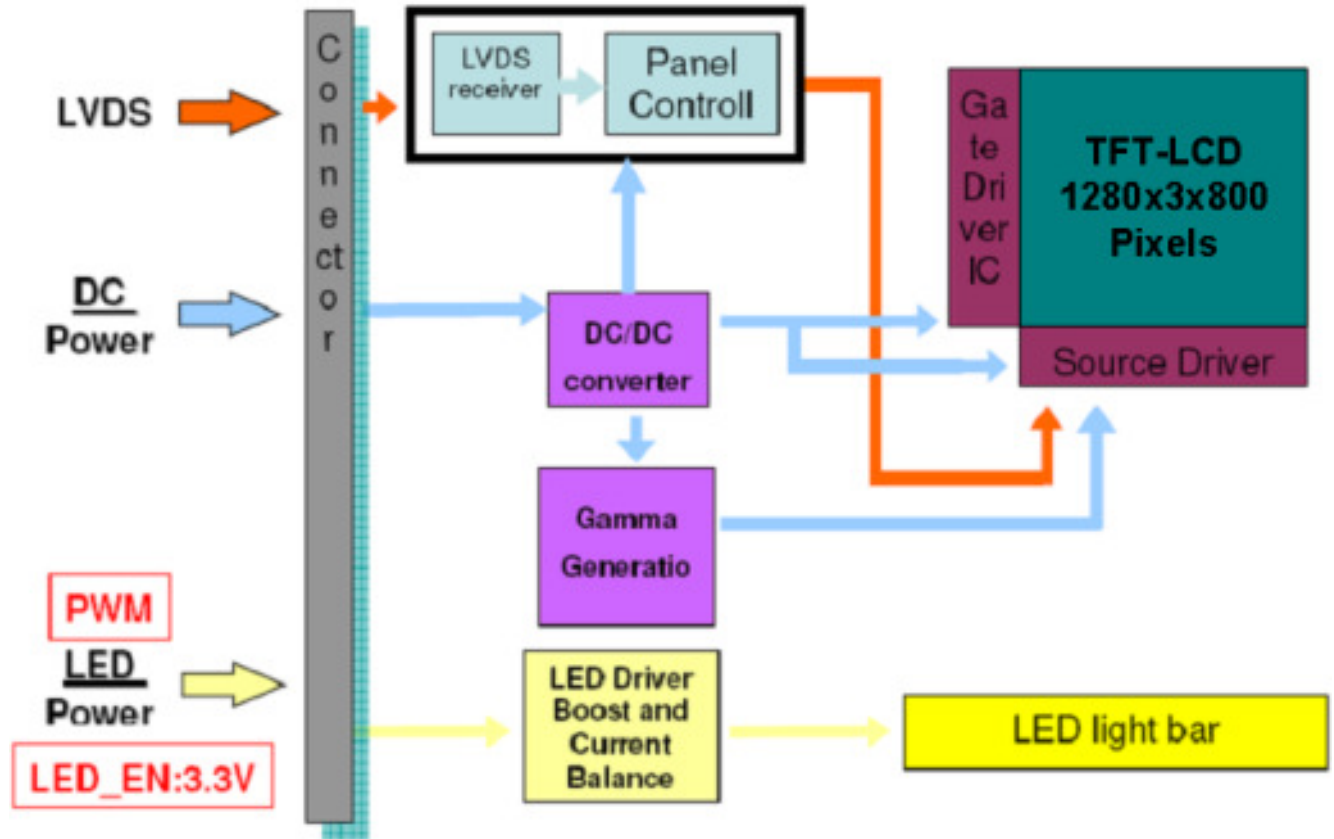 LVDS
DC
Power
PWM
LED
Power
LED_EN:3.3V
C
o
n
n
e
ct
o
r
LVDS
receiver
Panel
Controll
DC/DC
converter
Gamma
Generatio
LED Driver
Boost and
Current
Balance
Ga
te
Dri
ver
IC
TFT-LCD
1280x3x800
Pixels
Source Driver
LED light bar